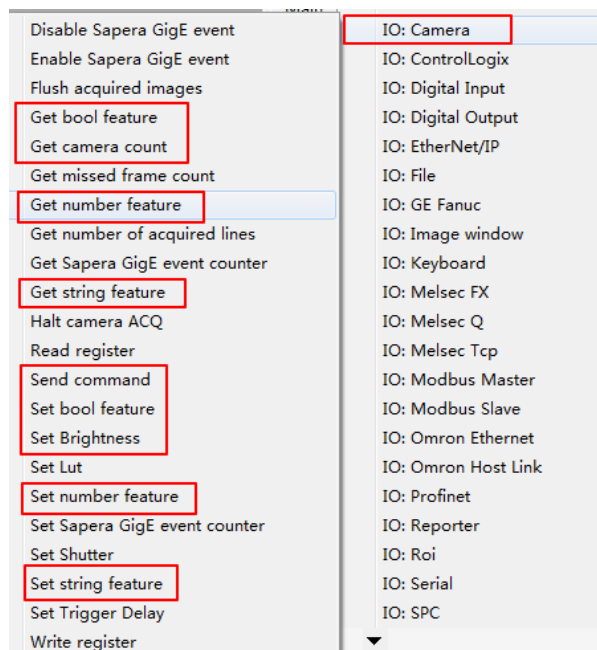 Disable Sapera GigE event
Enable Sapera GigE event
Flush acquired images
Get bool feature
Get camera count
Get missed frame count
Get number feature
Get number of acquired lines
Get Sapera GigE event counter
Get string feature
Halt camera ACQ
Read register
Send command
Set bool feature
Set Brightness
Set Lut
Set number feature
Set Sapera GigE event counter
Set Shutter
Set string feature
Set Trigger Delay
Write register
IO: Camera
IO: ControlLogix
IO: Digital Input
IO: Digital Output
IO: EtherNet/IP
IO: File
IO: GE Fanuc
IO: Image window
IO: Keyboard
IO: Melsec FX
IO: Melsec Q
IO: Melsec Tcp
IO: Modbus Master
IO: Modbus Slave
IO: Omron Ethernet
IO: Omron Host Link
IO: Profinet
IO: Reporter
IO: Roi
IO: Serial
IO: SPC